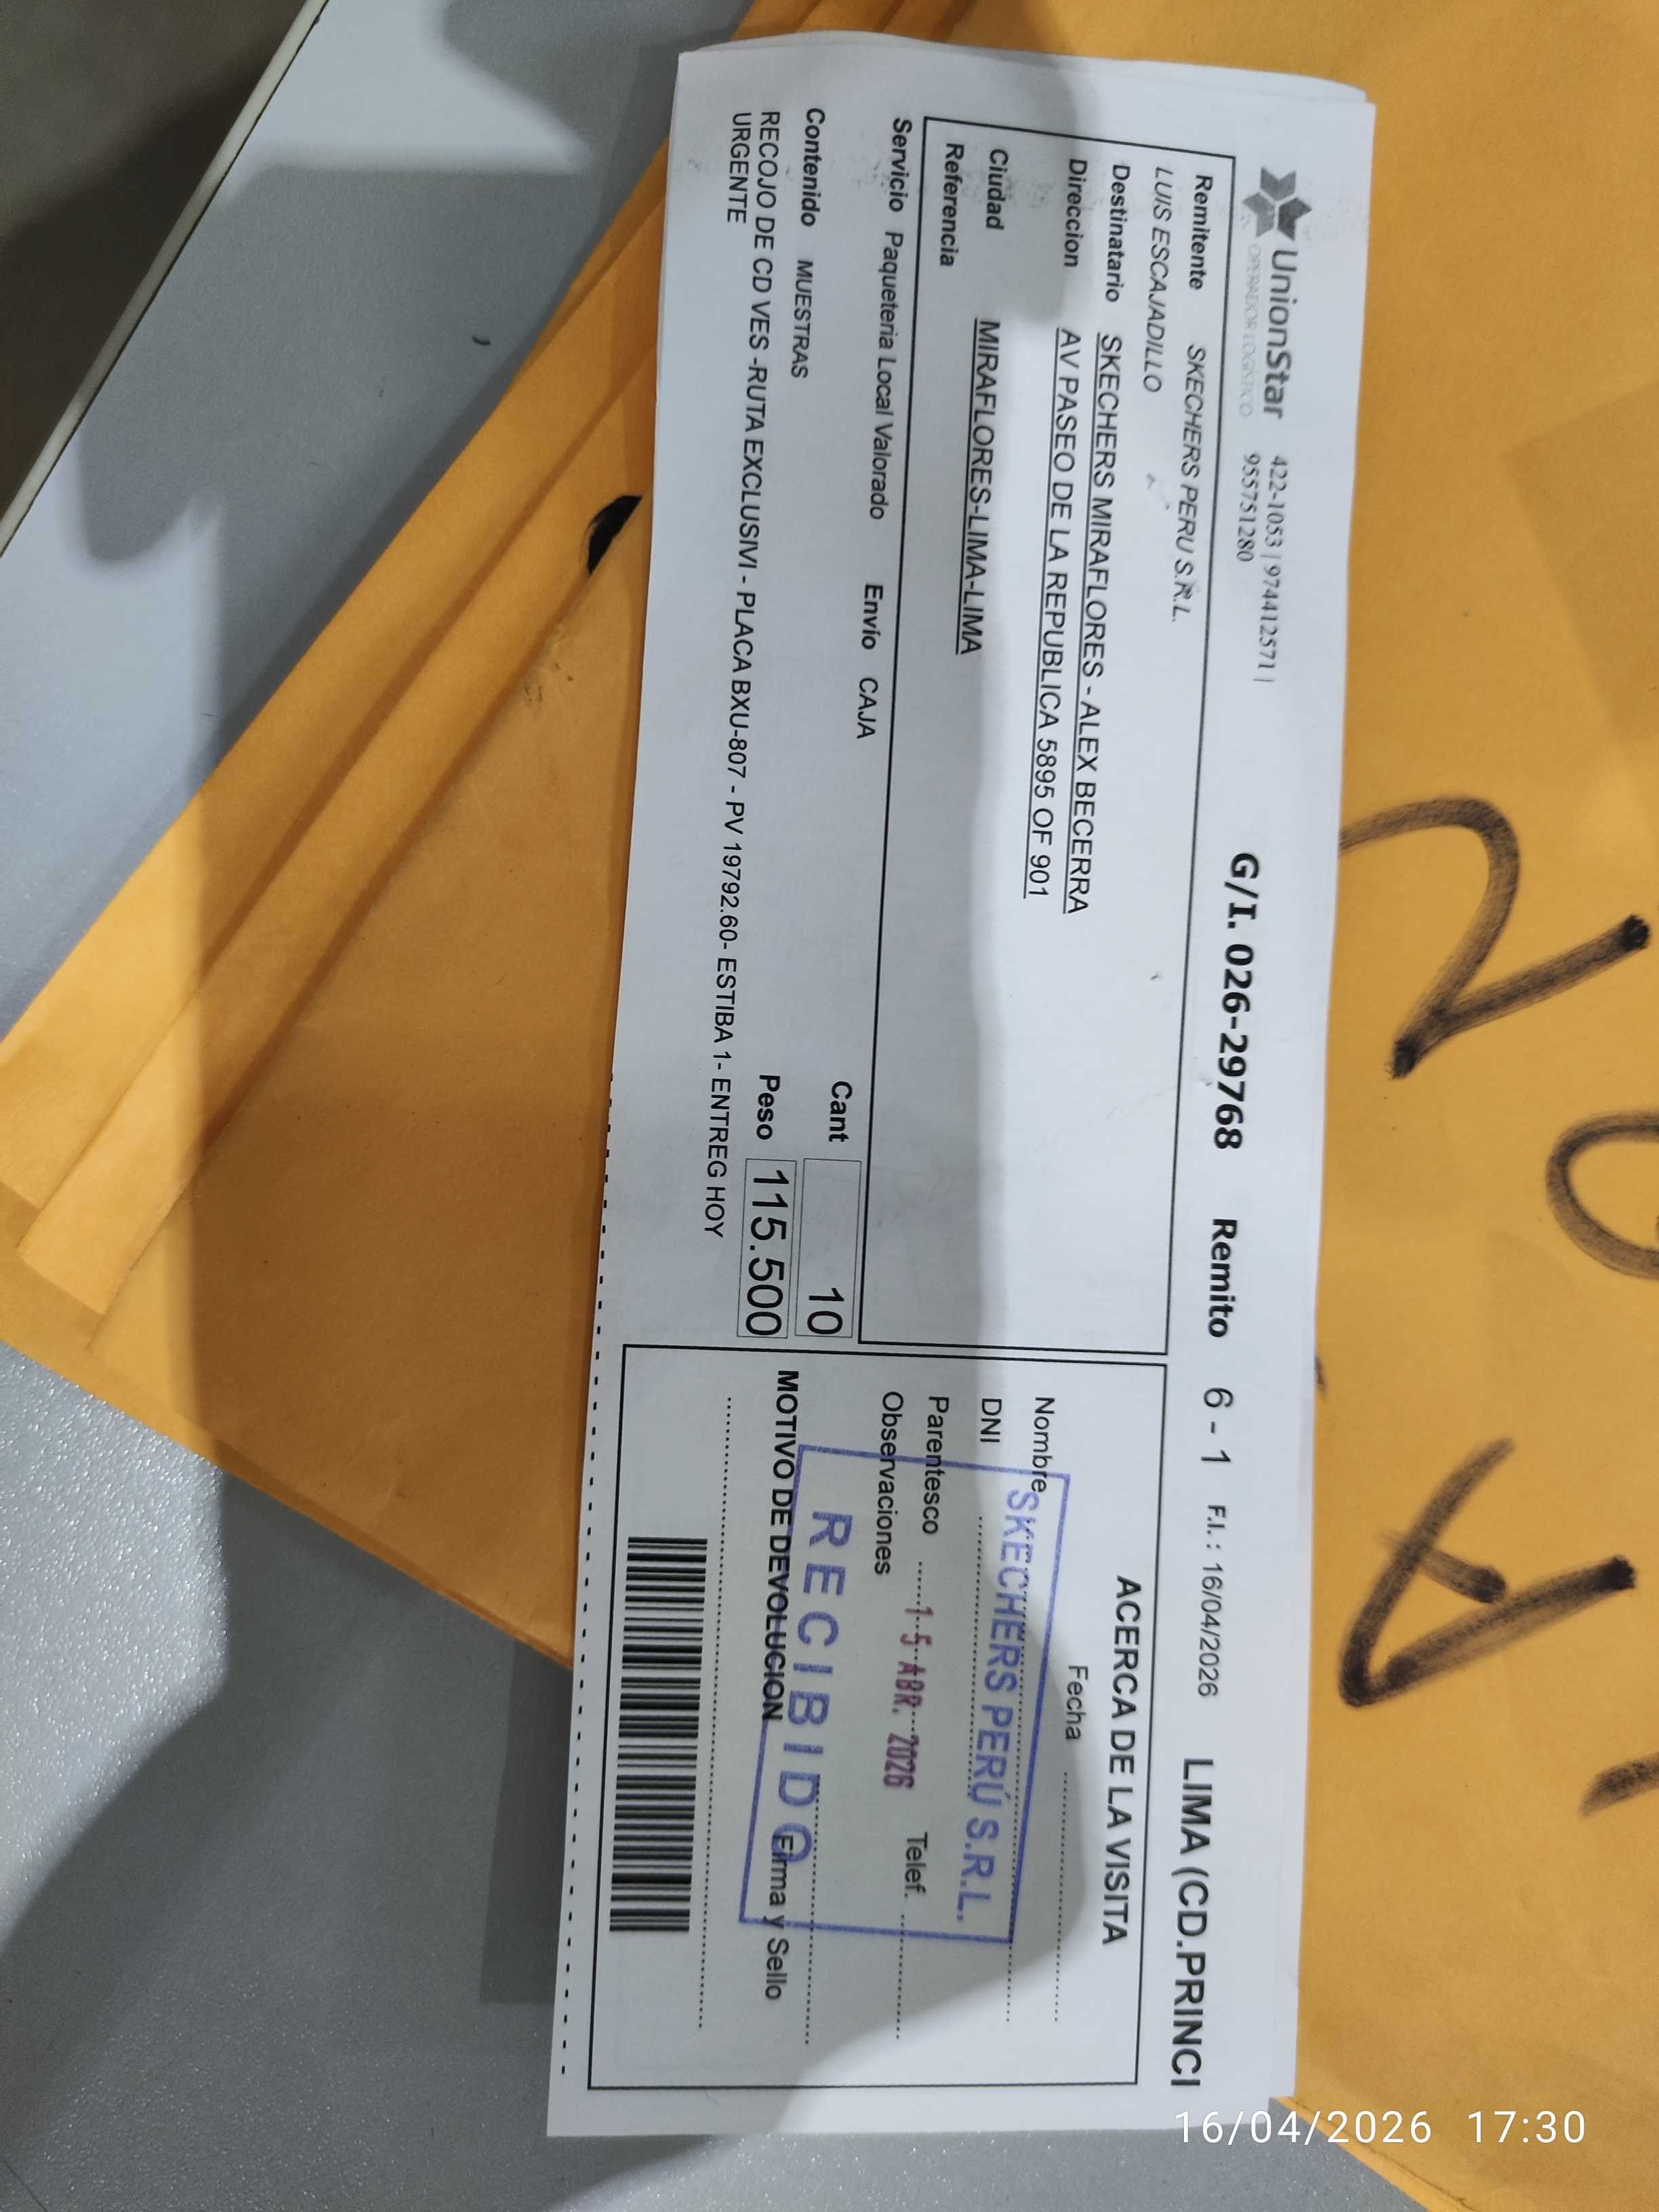 UnionStar 422-1053 | 974412571 |
OPERADOR LOGISTICO 955751280
G/I. 026-29768 Remito 6 - 1 F.I. : 16/04/2026 LIMA (CD.PRINCI
Remitente SKECHERS PERU S.R.L.
LUIS ESCAJADILLO
Destinatario SKECHERS MIRAFLORES - ALEX BECERRA
Direccion AV PASEO DE LA REPUBLICA 5895 OF 901
Ciudad MIRAFLORES-LIMA-LIMA
Referencia
Servicio Paqueteria Local Valorado Envío CAJA
Contenido MUESTRAS
Cant 10
Peso 115.500
RECOJO DE CD VES -RUTA EXCLUSIVI - PLACA BXU-807 - PV 19792.60- ESTIBA 1- ENTREG HOY
URGENTE
ACERCA DE LA VISITA
Fecha
Nombre
DNI
Parentesco Telef.
Observaciones
MOTIVO DE DEVOLUCION Firma y Sello
SKECHERS PERÚ S.R.L.
15 ABR. 2026
RECIBIDO
16/04/2026 17:30